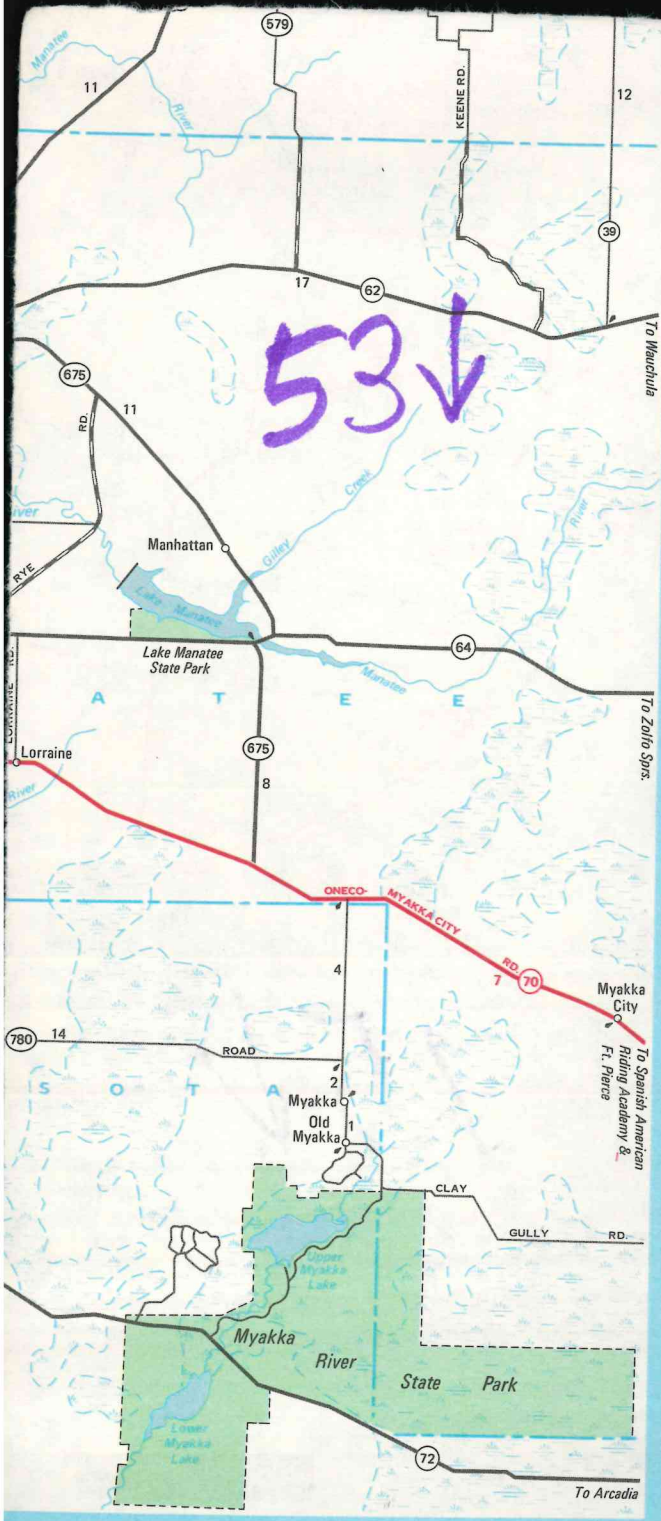 579
Manatee
River
11
KEENE RD.
12
39
17
62
To Wauchula
53↓
675
RD.
11
River
Creek
Gilley
Manhattan
RYE
Lake Manatee
Lake Manatee
State Park
64
Manatee
River
LORRAINE RD.
A T E E
To Zolfo Sprs.
Lorraine
675
8
River
ONECO-
MYAKKA CITY
RD.
7
70
Myakka
City
4
780
14
ROAD
To Spanish American
Riding Academy &
Ft. Pierce
2
S O T A
Myakka
Old
Myakka
1
CLAY
GULLY
RD.
Upper
Myakka
Lake
Myakka
River
State Park
Lower
Myakka
Lake
72
To Arcadia